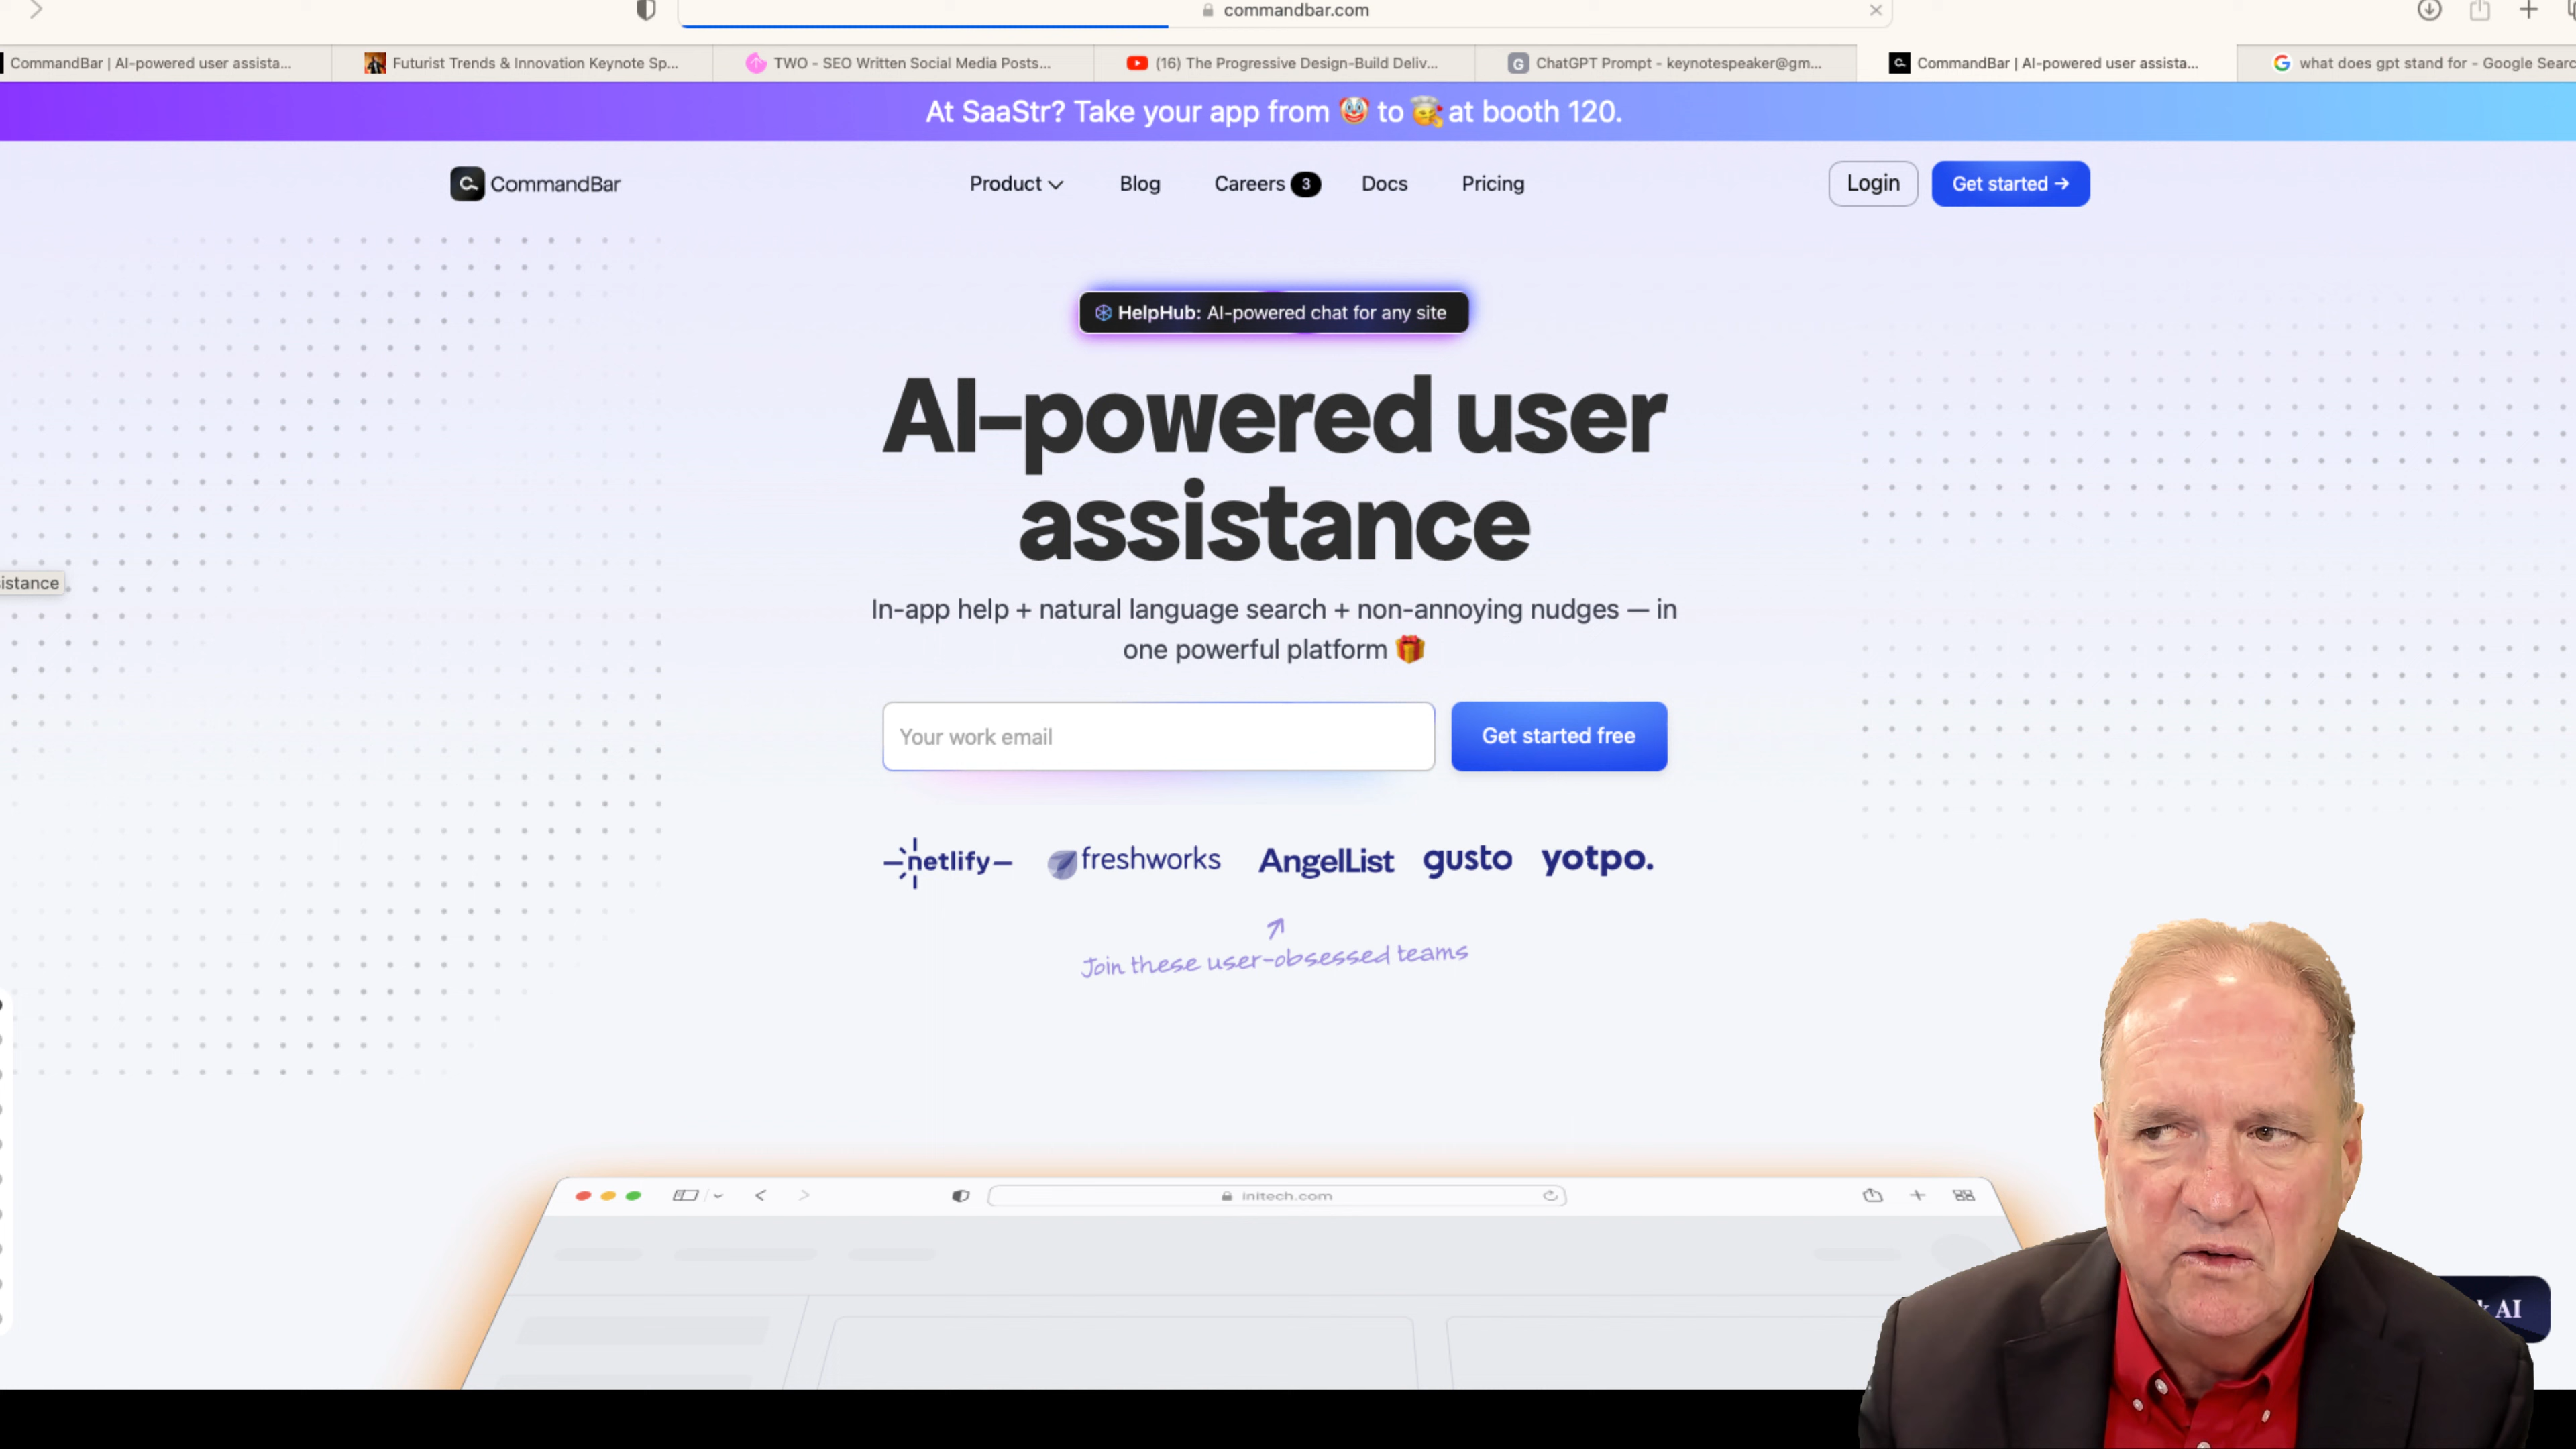 commandbar.com
CommandBar | AI-powered user assista...
Futurist Trends & Innovation Keynote Sp...
TWO - SEO Written Social Media Posts...
(16) The Progressive Design-Build Deliv...
ChatGPT Prompt - keynotespeaker@gm...
CommandBar | AI-powered user assista...
what does gpt stand for - Google Searc
At SaaStr? Take your app from 🤡 to 🥰 at booth 120.
CommandBar
Product
Blog
Careers 3
Docs
Pricing
Login
Get started →
HelpHub: AI-powered chat for any site
AI-powered user
assistance
istance
In-app help + natural language search + non-annoying nudges — in
one powerful platform 🎁
Your work email
Get started free
netlify
freshworks
AngelList
gusto
yotpo.
Join these user-obsessed teams
initech.com
AI